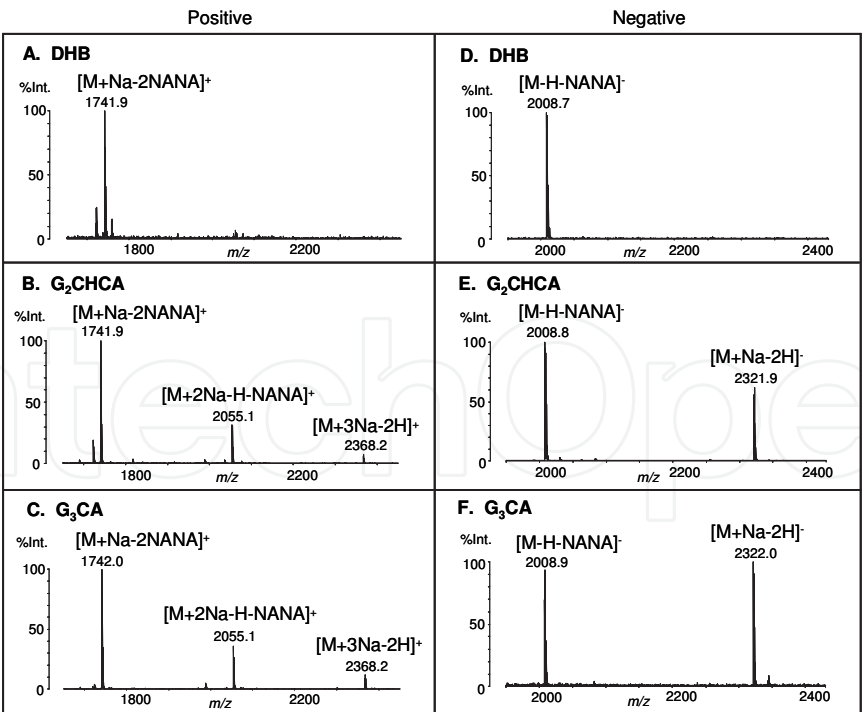 Positive
Negative
A. DHB
[M+Na-2NANA]+
%Int.
1741.9
100
50
0
1800
m/z
2200
D. DHB
[M-H-NANA]-
%Int.
2008.7
100
50
0
2000
m/z
2200
2400
B. G2CHCA
[M+Na-2NANA]+
%Int.
1741.9
100
[M+2Na-H-NANA]+
2055.1
[M+3Na-2H]+
2368.2
50
0
1800
m/z
2200
E. G2CHCA
[M-H-NANA]-
%Int.
2008.8
100
[M+Na-2H]-
2321.9
50
0
2000
m/z
2200
2400
C. G3CA
[M+Na-2NANA]+
%Int.
1742.0
100
[M+2Na-H-NANA]+
2055.1
[M+3Na-2H]+
2368.2
50
0
1800
m/z
2200
F. G3CA
[M-H-NANA]-
%Int.
2008.9
100
[M+Na-2H]-
2322.0
50
0
2000
m/z
2200
2400
ntechOpe